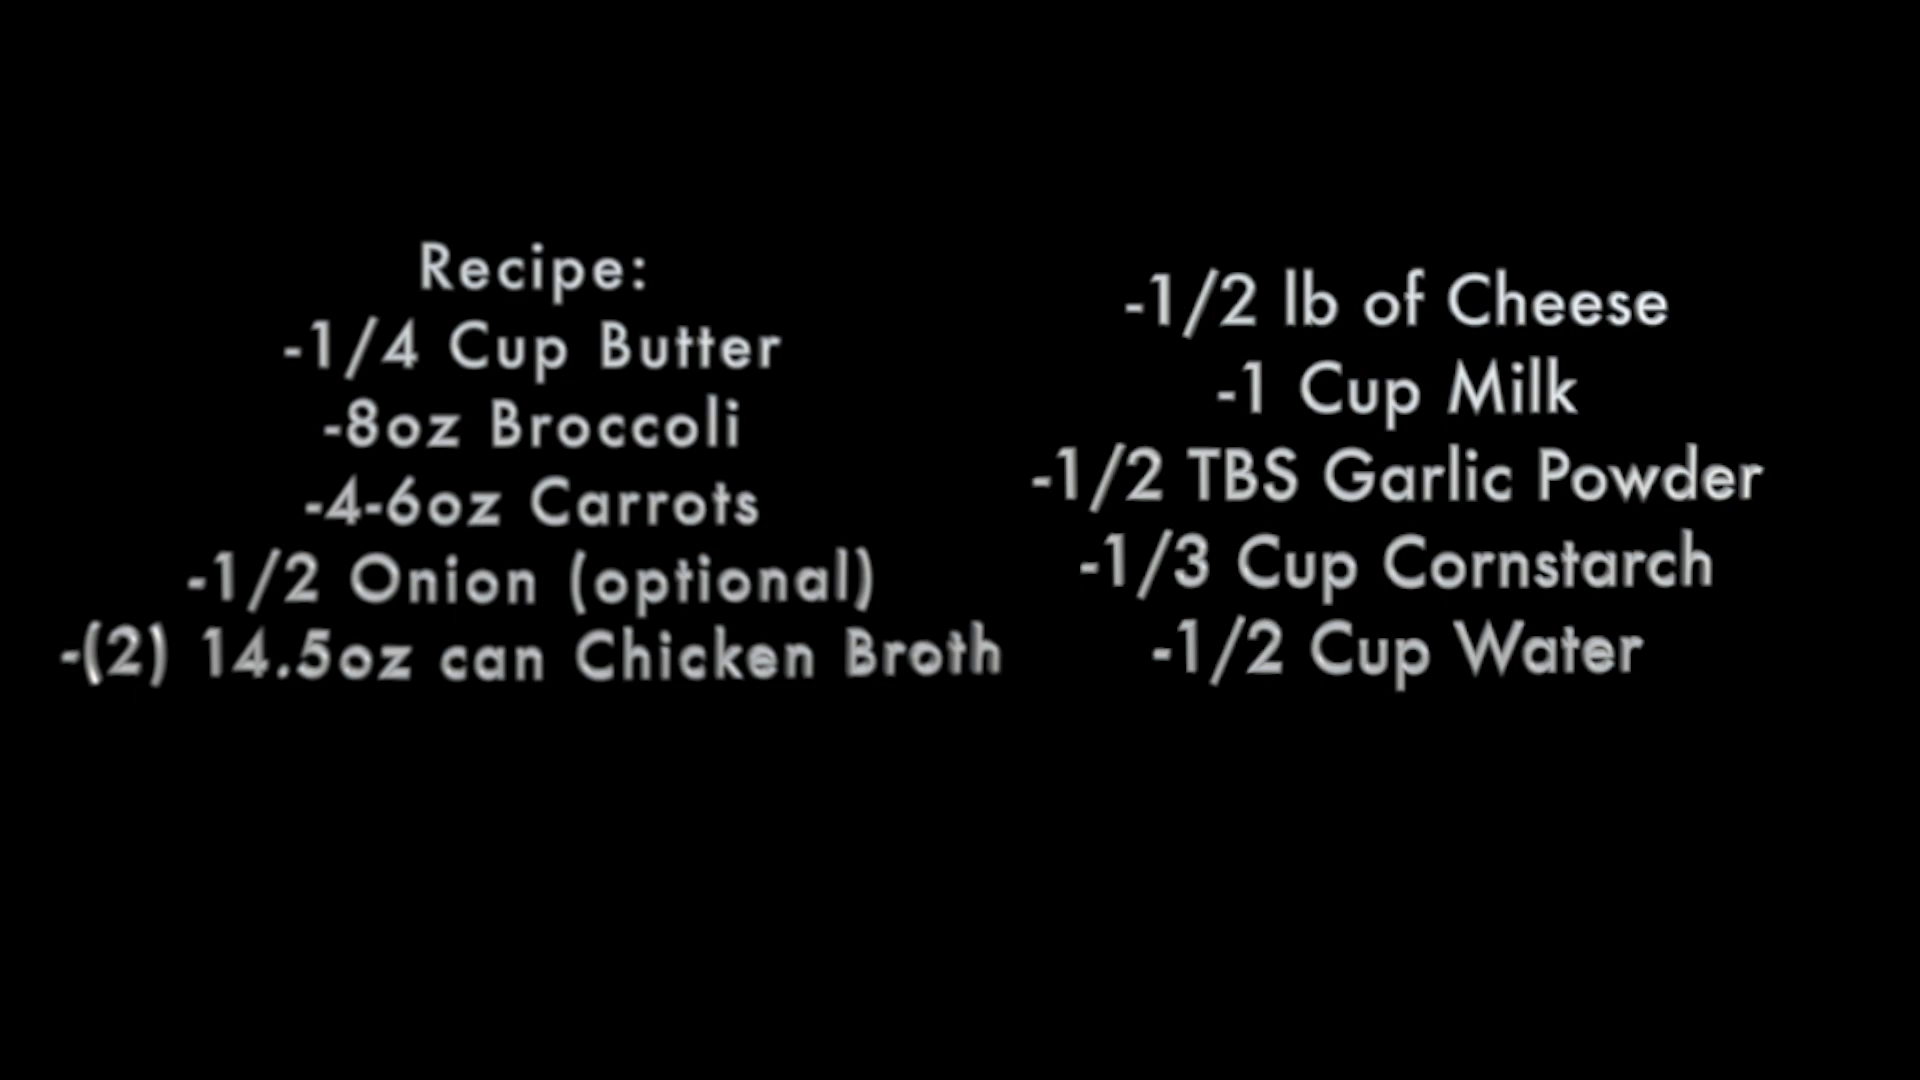 Recipe:
-1/4 Cup Butter
-8oz Broccoli
-4-6oz Carrots
-1/2 Onion (optional)
-(2) 14.5oz can Chicken Broth
-1/2 lb of Cheese
-1 Cup Milk
-1/2 TBS Garlic Powder
-1/3 Cup Cornstarch
-1/2 Cup Water